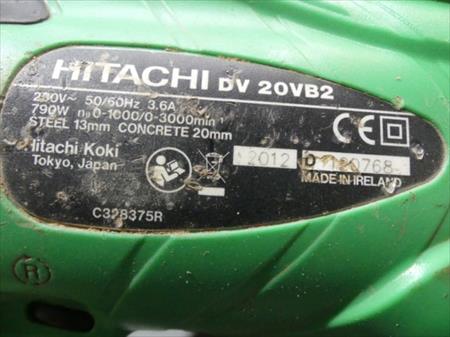 HITACHI DV 20VB2
230V~ 50/60Hz 3.6A
790W n₀0-1000/0-3000min
STEEL 13mm CONCRETE 20mm
CE
Hitachi Koki
Tokyo, Japan
2012
MADE IN IRELAND
C328375R
®